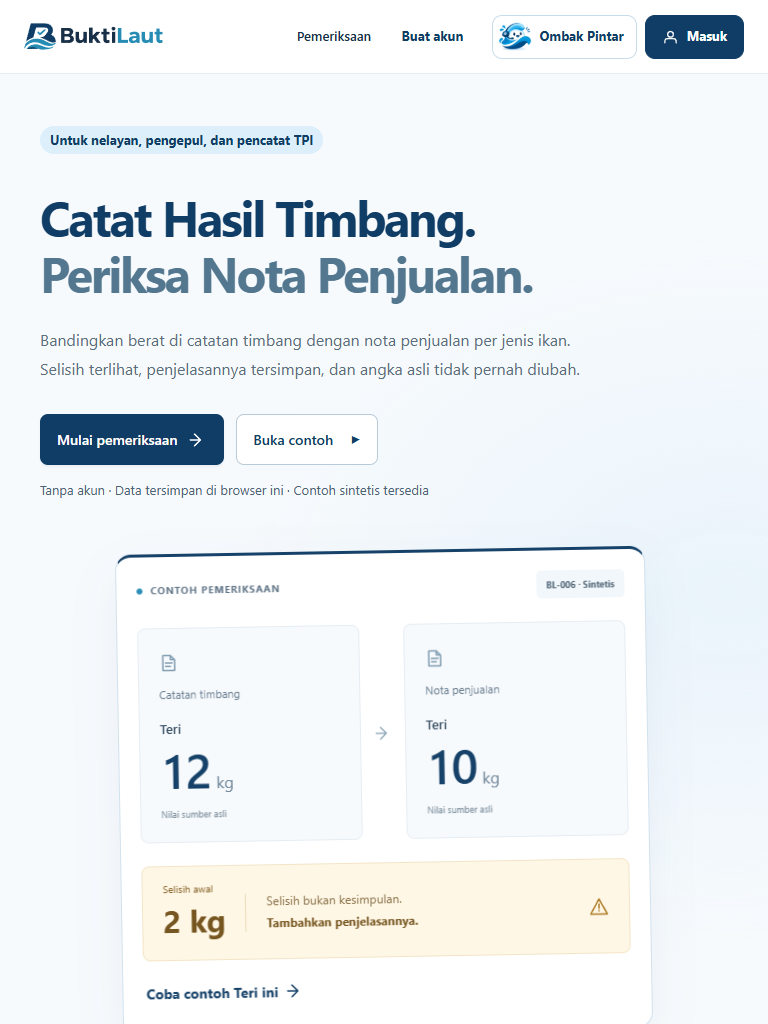 BuktiLaut
Pemeriksaan
Buat akun
Ombak Pintar
Masuk
Untuk nelayan, pengepul, dan pencatat TPI
Catat Hasil Timbang.
Periksa Nota Penjualan.
Bandingkan berat di catatan timbang dengan nota penjualan per jenis ikan.
Selisih terlihat, penjelasannya tersimpan, dan angka asli tidak pernah diubah.
Mulai pemeriksaan
Buka contoh
Tanpa akun · Data tersimpan di browser ini · Contoh sintetis tersedia
CONTOH PEMERIKSAAN
BL-006 · Sintetis
Catatan timbang
Teri
12 kg
Nilai sumber asli
Nota penjualan
Teri
10 kg
Nilai sumber asli
Selisih awal
2 kg
Selisih bukan kesimpulan.
Tambahkan penjelasannya.
Coba contoh Teri ini